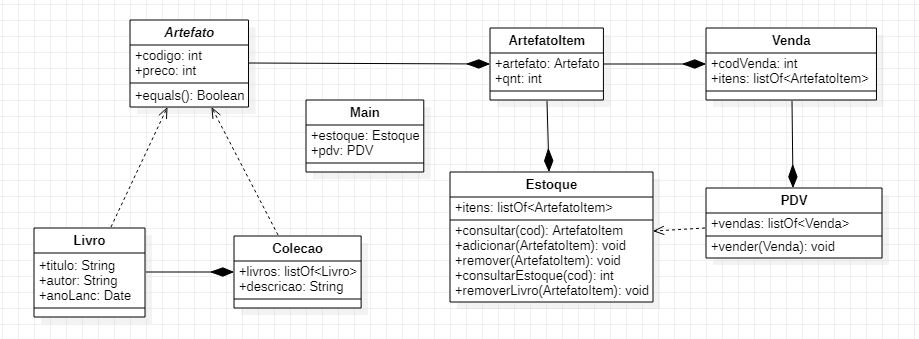 Artefato
+codigo: int
+preco: int
+equals(): Boolean
ArtefatoItem
+artefato: Artefato
+qnt: int
Venda
+codVenda: int
+itens: listOf<ArtefatoItem>
Main
+estoque: Estoque
+pdv: PDV
Estoque
+itens: listOf<ArtefatoItem>
+consultar(cod): ArtefatoItem
+adicionar(ArtefatoItem): void
+remover(ArtefatoItem): void
+consultarEstoque(cod): int
+removerLivro(ArtefatoItem): void
PDV
+vendas: listOf<Venda>
+vender(Venda): void
Livro
+titulo: String
+autor: String
+anoLanc: Date
Colecao
+livros: listOf<Livro>
+descricao: String